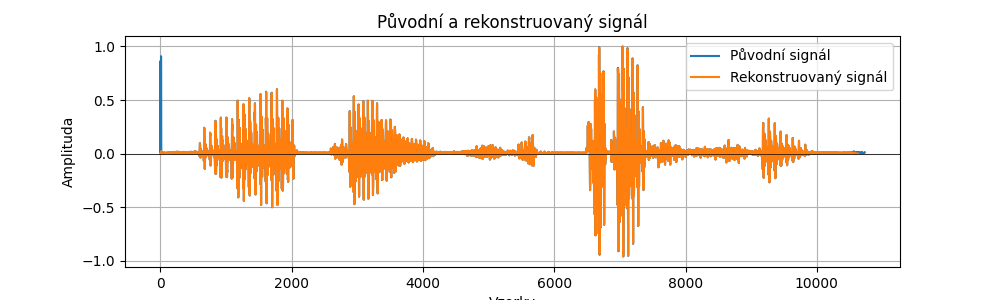 Původní a rekonstruovaný signál
Původní signál
Rekonstruovaný signál
Amplituda
1.0
0.5
0.0
−0.5
−1.0
0
2000
4000
6000
8000
10000
Vzorky